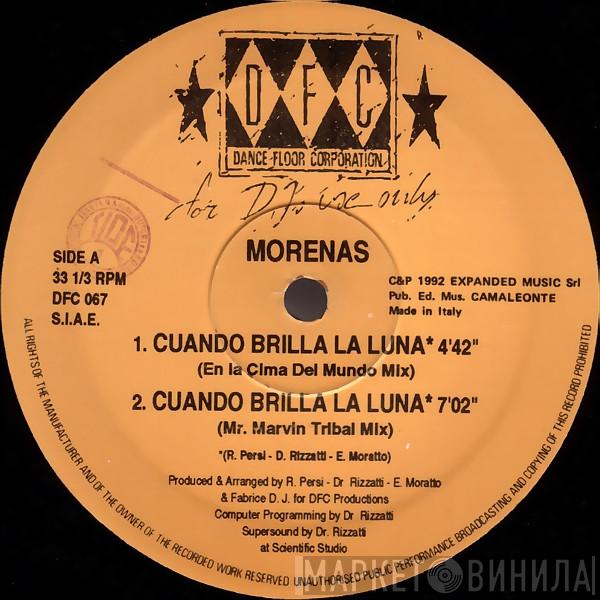 R
D F C
DANCE FLOOR CORPORATION
for D.J. use only
MORENAS
SIDE A
33 1/3 RPM
DFC 067
S.I.A.E.
C&P 1992 EXPANDED MUSIC Srl
Pub. Ed. Mus. CAMALEONTE
Made in Italy
1. CUANDO BRILLA LA LUNA* 4'42"
(En la Cima Del Mundo Mix)
2. CUANDO BRILLA LA LUNA* 7'02"
(Mr. Marvin Tribal Mix)
*(R. Persi - D. Rizzatti - E. Moratto)
Produced & Arranged by R. Persi - Dr Rizzatti - E. Moratto
& Fabrice D. J. for DFC Productions
Computer Programming by Dr Rizzatti
Supersound by Dr. Rizzatti
at Scientific Studio
ALL RIGHTS OF THE MANUFACTURER AND OF THE OWNER OF THE RECORDED WORK RESERVED UNAUTHORISED PUBLIC PERFORMANCE BROADCASTING AND COPYING OF THIS RECORD PROHIBITED
МАРКЕТ ВИНИЛА